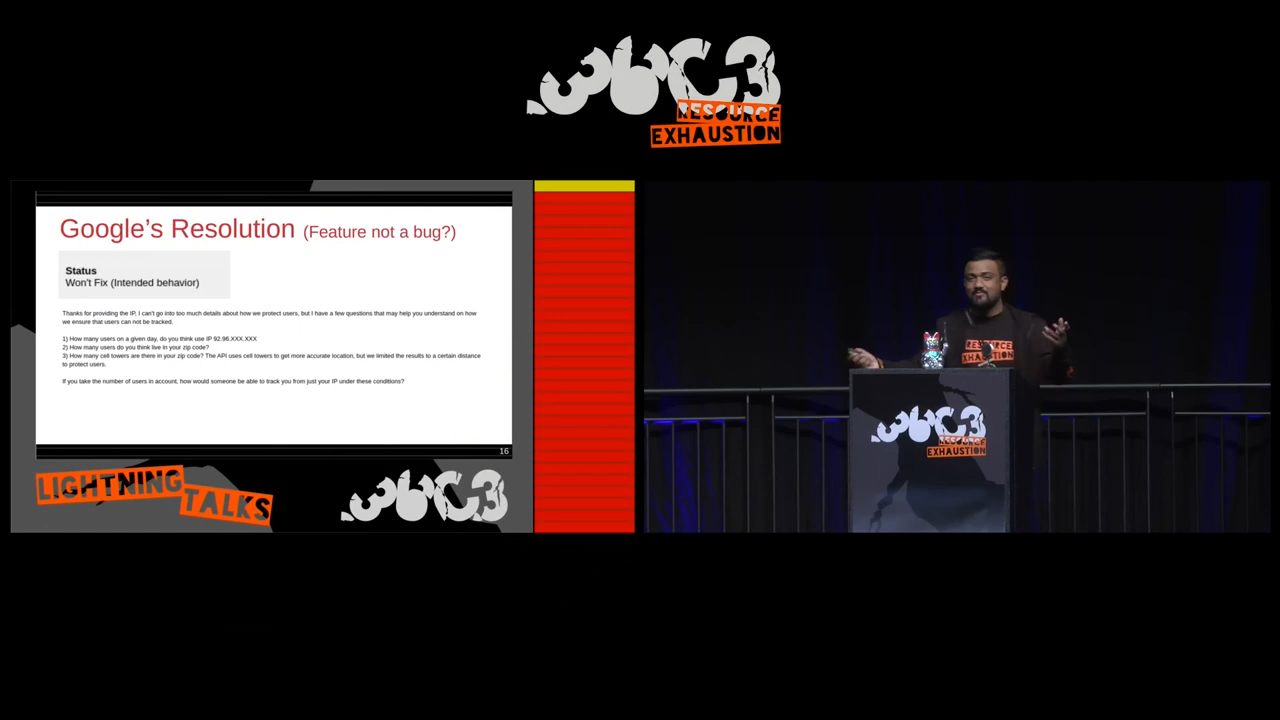 36C3
RESOURCE
EXHAUSTION
Google's Resolution (Feature not a bug?)
Status
Won't Fix (Intended behavior)
Thanks for providing the IP, I can't go into too much details about how we protect users, but I have a few questions that may help you understand on how
we ensure that users can not be tracked.
1) How many users on a given day, do you think use IP 92.96.XXX.XXX
2) How many users do you think live in your zip code?
3) How many cell towers are there in your zip code? The API uses cell towers to get more accurate location, but we limited the results to a certain distance
to protect users.
If you take the number of users in account, how would someone be able to track you from just your IP under these conditions?
16
LIGHTNING
TALKS
36C3
RESOURCE
EXHAUSTION
36C3
RESOURCE
EXHAUSTION